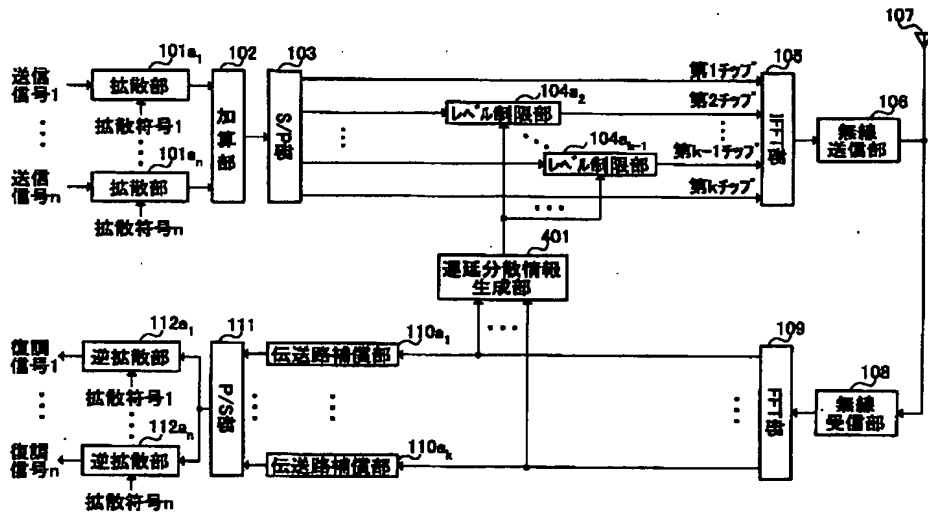 107
101a1
102
103
105
送信
信号1
拡散部
加算部
S/P部
第1チップ
104a2
レベル制限部
第2チップ
IFFT部
106
無線
送信部
拡散符号1
101an
104ak-1
レベル制限部
第k-1チップ
送信
信号n
拡散部
第kチップ
拡散符号n
401
遅延分散情報
生成部
112a1
111
110a1
109
復調
信号1
逆拡散部
P/S部
伝送路補償部
FFT部
108
無線
受信部
拡散符号1
112an
110ak
復調
信号n
逆拡散部
伝送路補償部
拡散符号n